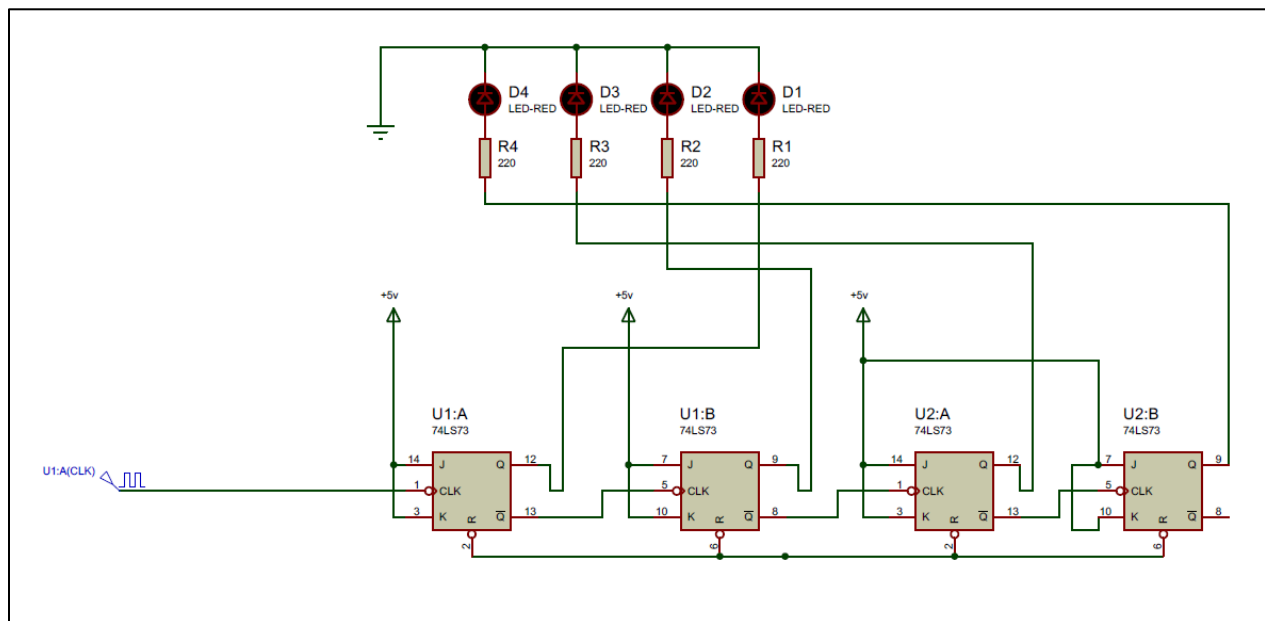 D4
LED-RED
D3
LED-RED
D2
LED-RED
D1
LED-RED
R4
220
R3
220
R2
220
R1
220
+5v
+5v
+5v
U1:A
74LS73
U1:B
74LS73
U2:A
74LS73
U2:B
74LS73
U1:A(CLK)
14 J Q 12
1 CLK
3 K R Q 13
2
7 J Q 9
5 CLK
10 K R Q 8
6
14 J Q 12
1 CLK
3 K R Q 13
2
7 J Q 9
5 CLK
10 K R Q 8
6